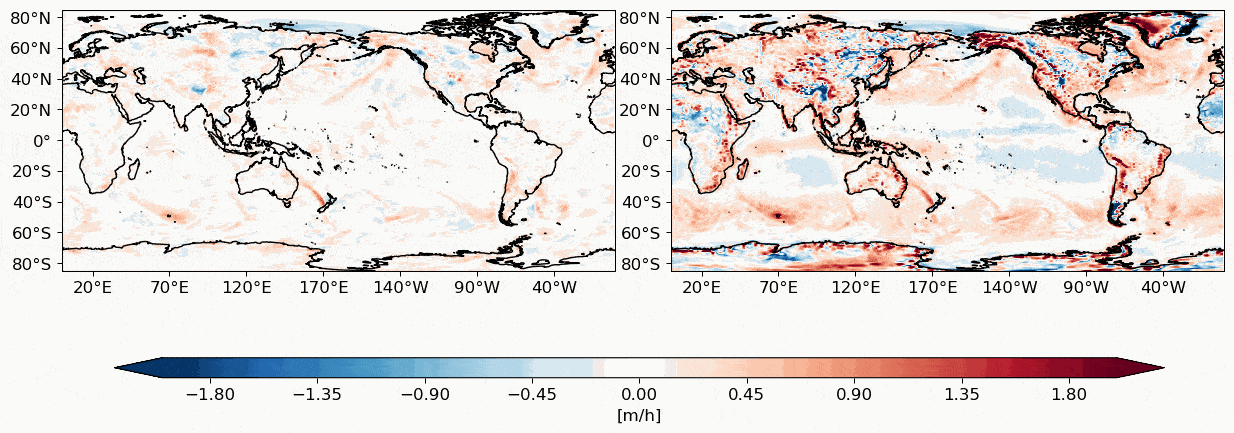 80°N 80°N
60°N 60°N
40°N 40°N
20°N 20°N
0° 0°
20°S 20°S
40°S 40°S
60°S 60°S
80°S 80°S
20°E 70°E 120°E 170°E 140°W 90°W 40°W 20°E 70°E 120°E 170°E 140°W 90°W 40°W
−1.80 −1.35 −0.90 −0.45 0.00 0.45 0.90 1.35 1.80
[m/h]